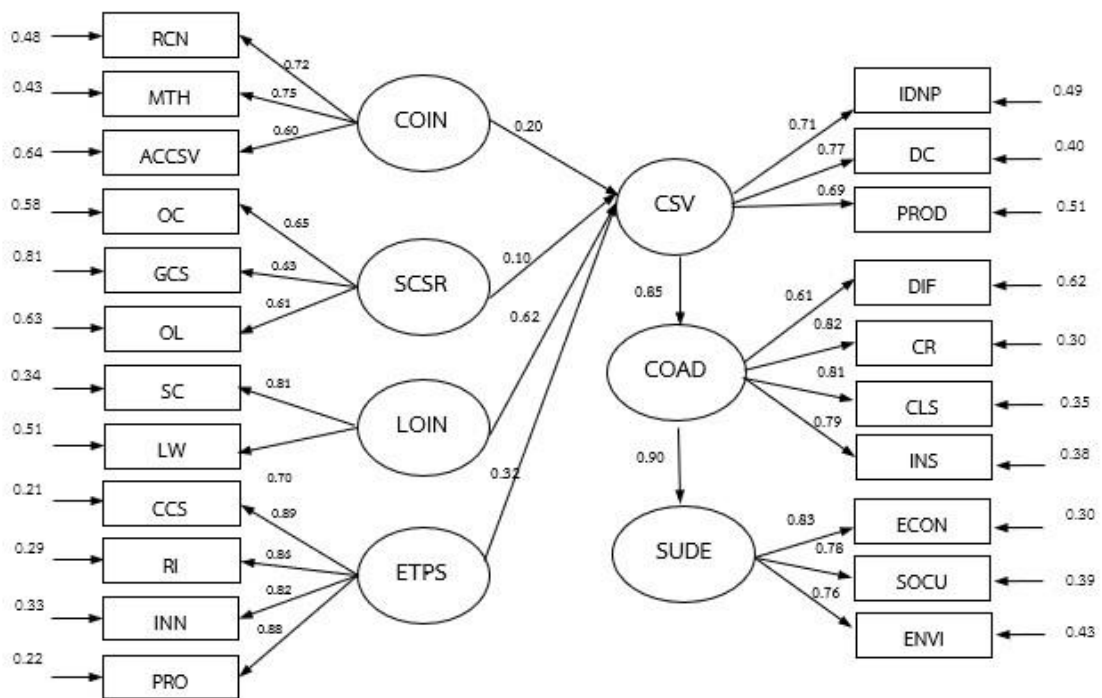 0.48
RCN
0.72
0.43
MTH
0.75
0.64
ACCSV
0.60
COIN
0.20
0.58
OC
0.65
0.81
GCS
0.63
0.63
OL
0.61
SCSR
0.10
0.34
SC
0.81
0.51
LW
0.70
LOIN
0.62
0.21
CCS
0.89
0.29
RI
0.84
0.33
INN
0.82
0.22
PRO
0.88
ETPS
0.32
CSV
0.71
IDNP
0.49
0.77
DC
0.40
0.69
PROD
0.51
0.85
COAD
0.61
DIF
0.62
0.82
CR
0.30
0.81
CLS
0.35
0.79
INS
0.38
0.90
SUDE
0.83
ECON
0.30
0.78
SOCU
0.39
0.76
ENVI
0.43